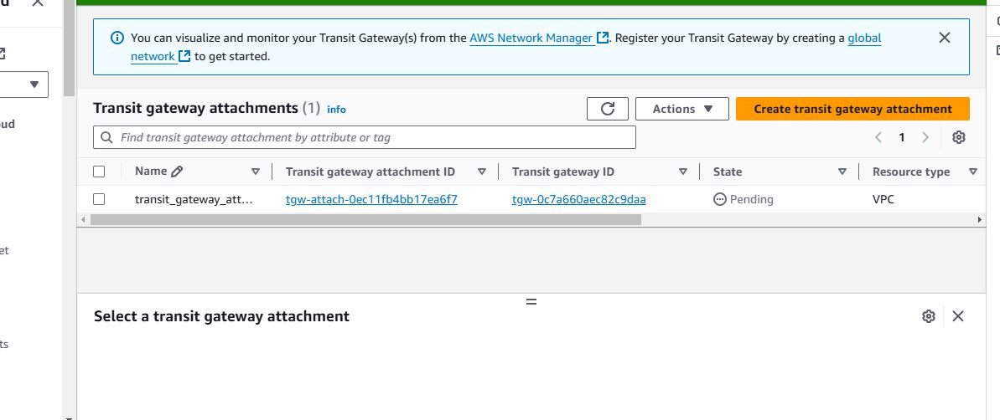 You can visualize and monitor your Transit Gateway(s) from the AWS Network Manager. Register your Transit Gateway by creating a global
network to get started.
Transit gateway attachments (1) info
Actions
Create transit gateway attachment
Find transit gateway attachment by attribute or tag
1
Name Transit gateway attachment ID Transit gateway ID State Resource type
transit_gateway_att... tgw-attach-0ec11fb4bb17ea6f7 tgw-0c7a660aec82c9daa Pending VPC
Select a transit gateway attachment